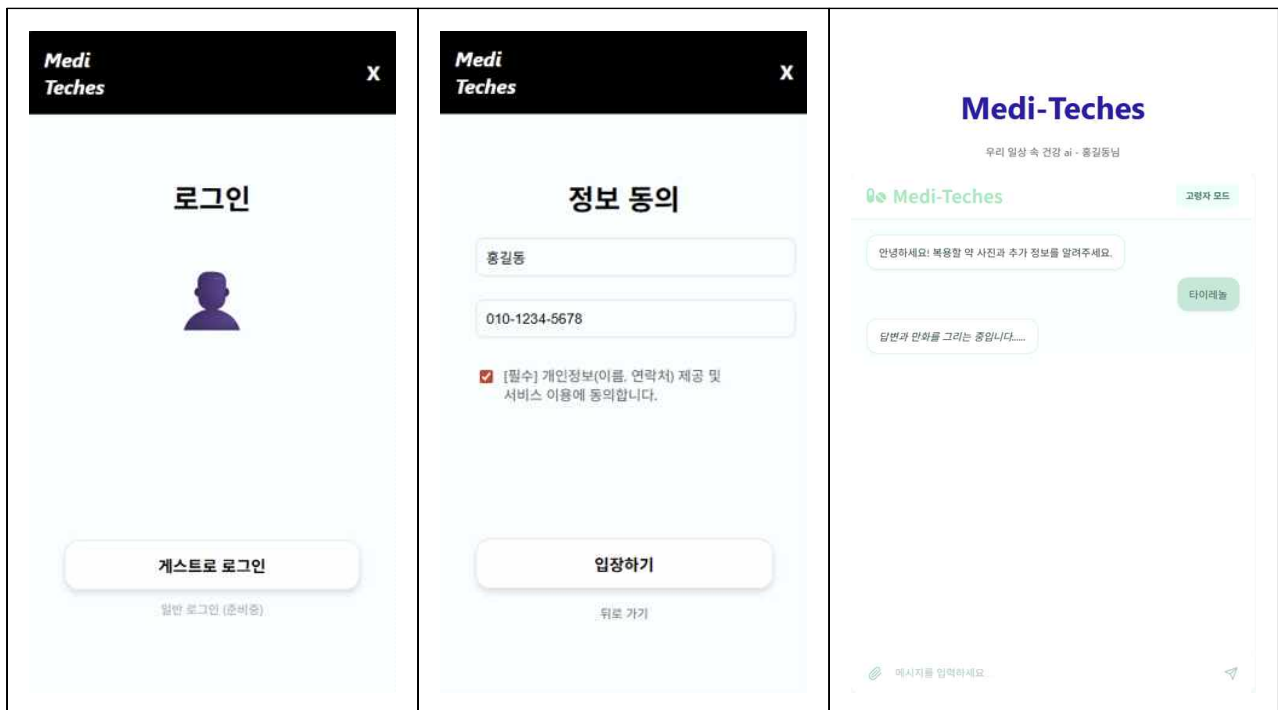 Medi
Teches
X
로그인
게스트로 로그인
일반 로그인 (준비중)
Medi
Teches
X
정보 동의
홍길동
010-1234-5678
[필수] 개인정보(이름, 연락처) 제공 및
서비스 이용에 동의합니다.
입장하기
뒤로 가기
Medi-Teches
우리 일상 속 건강 ai - 홍길동님
Medi-Teches
고령자 모드
안녕하세요! 복용할 약 사진과 추가 정보를 알려주세요.
타이레놀
답변과 만화를 그리는 중입니다......
메시지를 입력하세요...